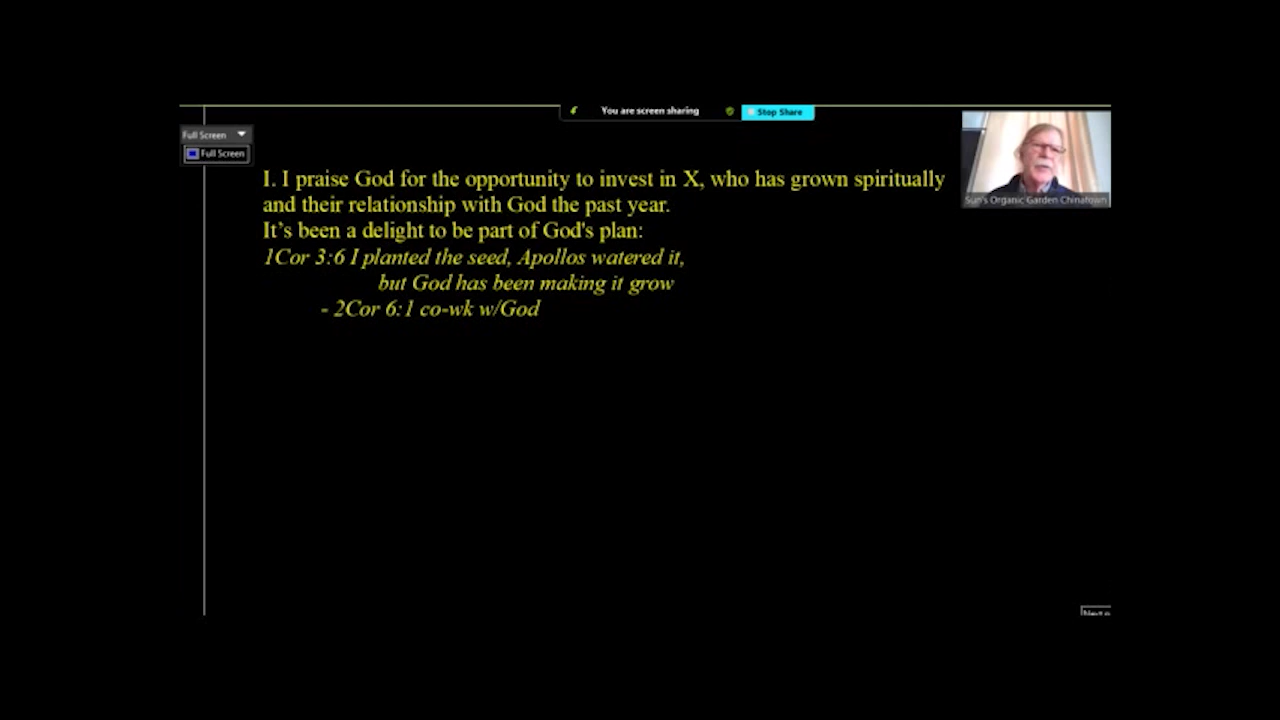 You are screen sharing
Stop Share
Full Screen
Full Screen
I. I praise God for the opportunity to invest in X, who has grown spiritually
and their relationship with God the past year.
It’s been a delight to be part of God's plan:
1Cor 3:6 I planted the seed, Apollos watered it,
but God has been making it grow
- 2Cor 6:1 co-wk w/God
Sun's Organic Garden Chinatown